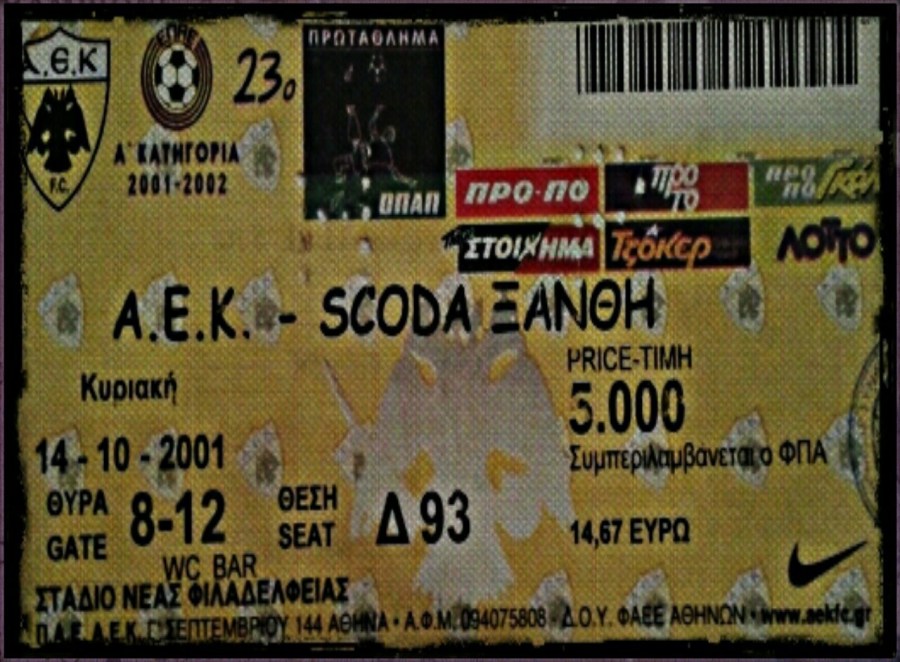 Α.Ε.Κ
F.C.
ΕΠΑΕ
Α΄ ΚΑΤΗΓΟΡΙΑ
2001-2002
23ο
ΠΡΩΤΑΘΛΗΜΑ
ΟΠΑΠ
ΠΡΟ-ΠΟ
ΠΡΟ
ΤΟ
ΠΡΟ
ΠΟ
ΣΤΟΙΧΗΜΑ
ΤζόΚΕΡ
ΛΟΤΤΟ
Α.Ε.Κ. - SCODA ΞΑΝΘΗ
Κυριακή
PRICE-ΤΙΜΗ
5.000
14 - 10 - 2001
Συμπεριλαμβάνεται ο ΦΠΑ
ΘΥΡΑ
GATE
8-12
ΘΕΣΗ
SEAT
Δ 93
14,67 ΕΥΡΩ
WC BAR
ΣΤΑΔΙΟ ΝΕΑΣ ΦΙΛΑΔΕΛΦΕΙΑΣ
Π.Α.Ε. Α.Ε.Κ. Γ΄ ΣΕΠΤΕΜΒΡΙΟΥ 144 ΑΘΗΝΑ • Α.Φ.Μ. 094075808 - Δ.Ο.Υ. ΦΑΕΕ ΑΘΗΝΩΝ • www.aekfc.gr